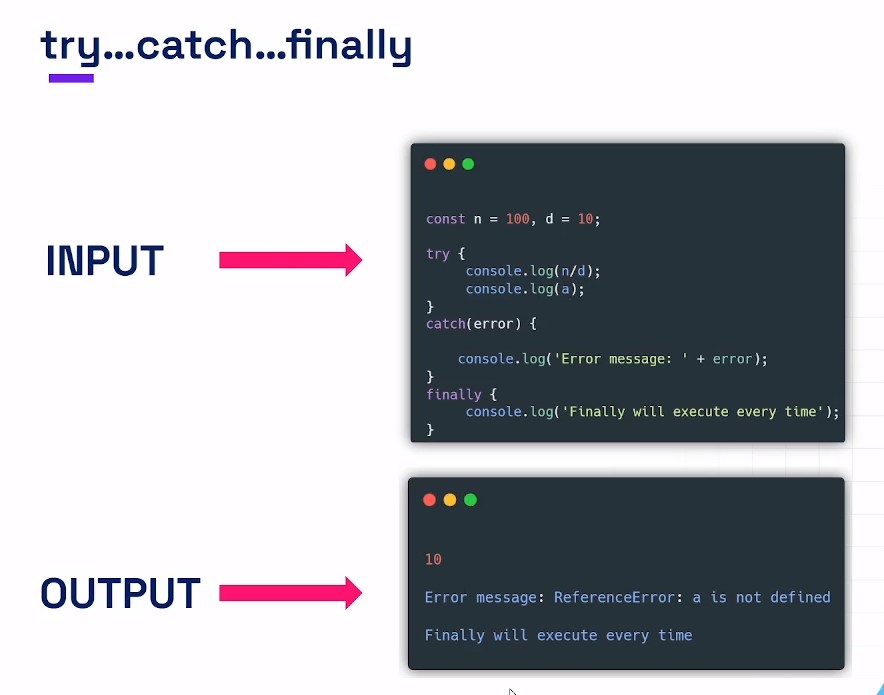 try...catch...finally
INPUT
const n = 100, d = 10;
try {
console.log(n/d);
console.log(a);
}
catch(error) {
console.log('Error message: ' + error);
}
finally {
console.log('Finally will execute every time');
}
OUTPUT
10
Error message: ReferenceError: a is not defined
Finally will execute every time